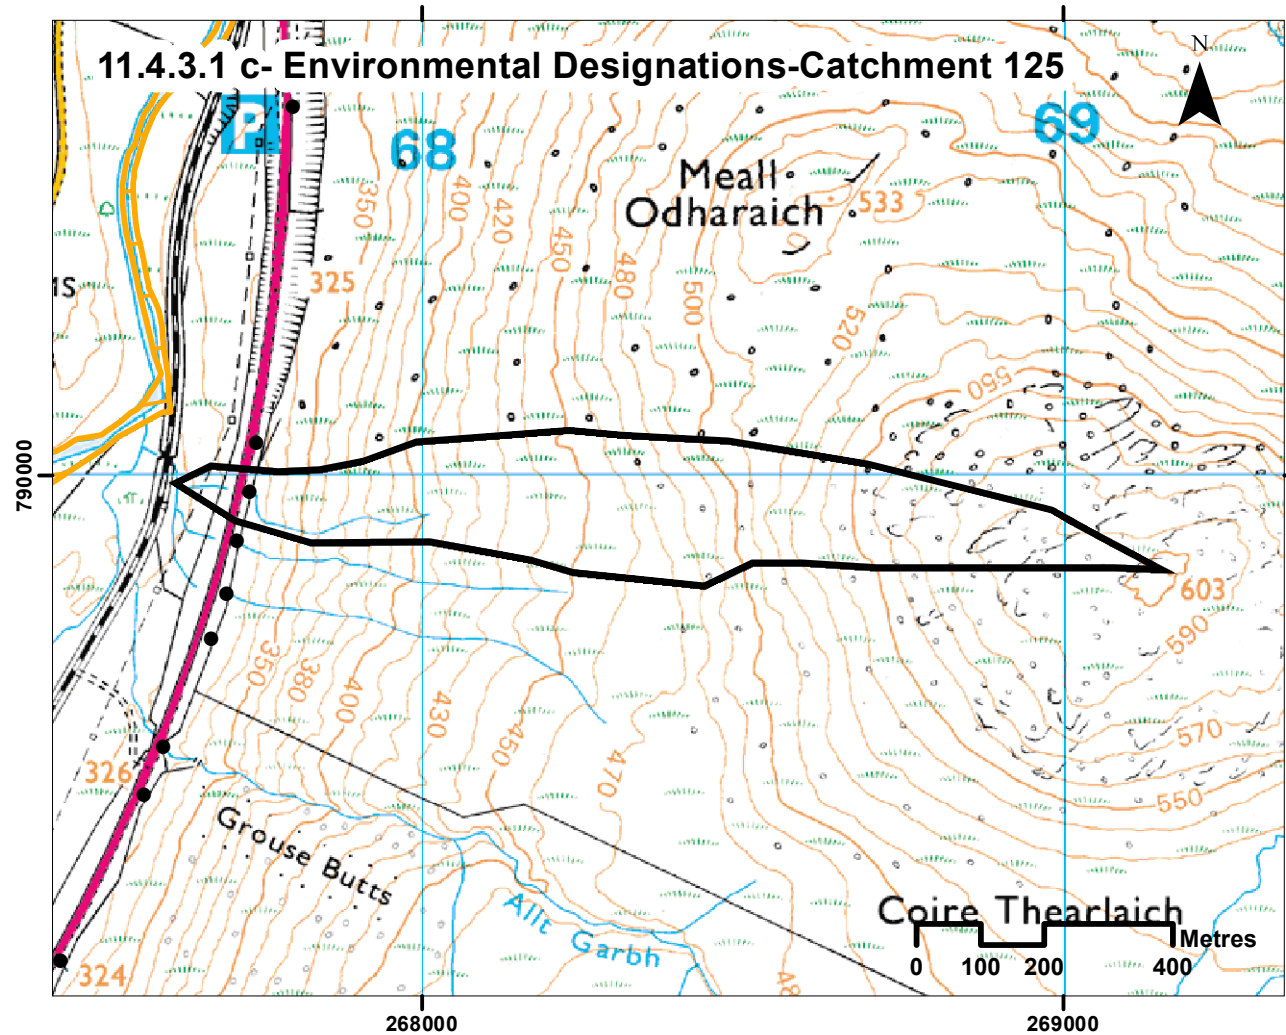 N
11.4.3.1 c- Environmental Designations-Catchment 125
P
68
69
Meall
Odharaich
533
350
400
420
450
480
500
520
550
325
790000
603
590
570
550
350
380
400
430
450
470
326
324
Grouse Butts
Allt Garbh
Coire Thearlaich
Metres
0 100 200 400
268000
269000